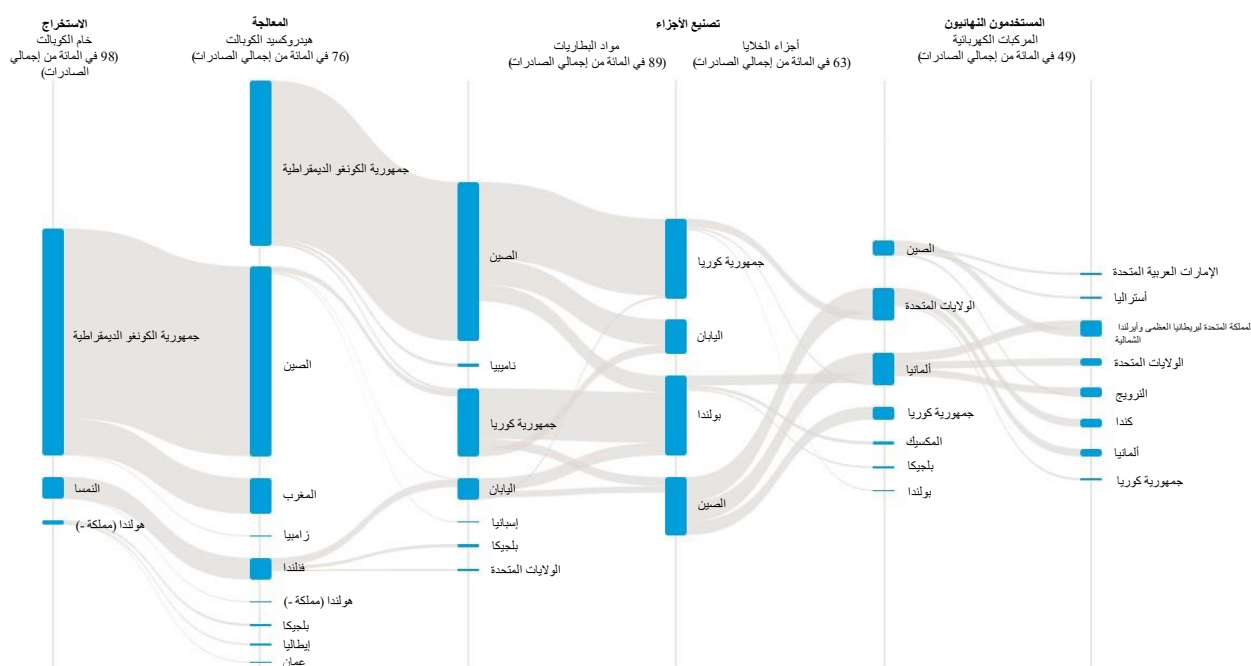 الاستخراج
خام الكوبالت
(98 في المائة من إجمالي
الصادرات)
المعالجة
هيدروكسيد الكوبالت
(76 في المائة من إجمالي الصادرات)
تصنيع الأجزاء
مواد البطاريات
(89 في المائة من إجمالي الصادرات)
أجزاء الخلايا
(63 في المائة من إجمالي الصادرات)
المستخدمون النهائيون
المركبات الكهربائية
(49 في المائة من إجمالي الصادرات)
جمهورية الكونغو الديمقراطية
النمسا
هولندا (مملكة -)
جمهورية الكونغو الديمقراطية
الصين
المغرب
زامبيا
فنلندا
هولندا (مملكة -)
بلجيكا
إيطاليا
عمان
الصين
ناميبيا
جمهورية كوريا
اليابان
إسبانيا
بلجيكا
الولايات المتحدة
جمهورية كوريا
اليابان
بولندا
الصين
الصين
الولايات المتحدة
ألمانيا
جمهورية كوريا
المكسيك
بلجيكا
بولندا
الإمارات العربية المتحدة
أستراليا
لمملكة المتحدة لبريطانيا العظمى وأيرلندا
الشمالية
الولايات المتحدة
النرويج
كندا
ألمانيا
جمهورية كوريا